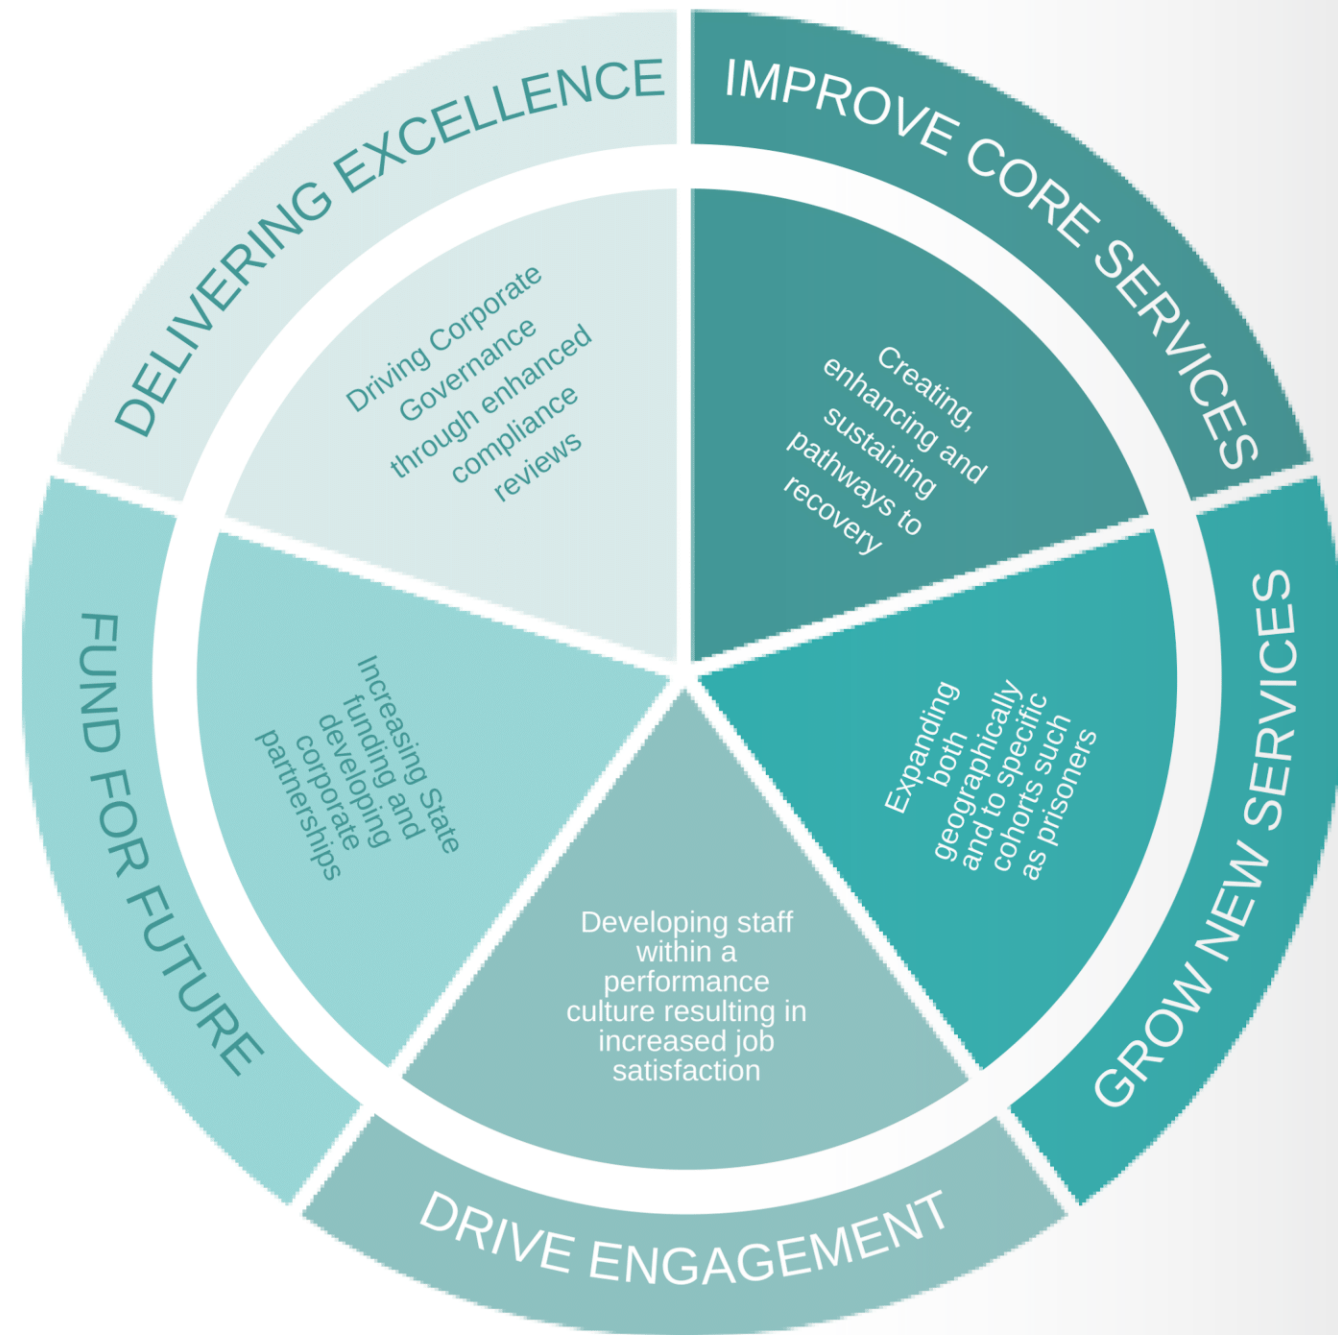 DELIVERING EXCELLENCE
Driving Corporate
Governance
through enhanced
compliance
reviews
IMPROVE CORE SERVICES
Creating,
enhancing and
sustaining
pathways to
recovery
GROW NEW SERVICES
Expanding
both
geographically
and to specific
cohorts such
as prisoners
DRIVE ENGAGEMENT
Developing staff
within a
performance
culture resulting in
increased job
satisfaction
FUND FOR FUTURE
Increasing State
funding and
developing
corporate
partnerships